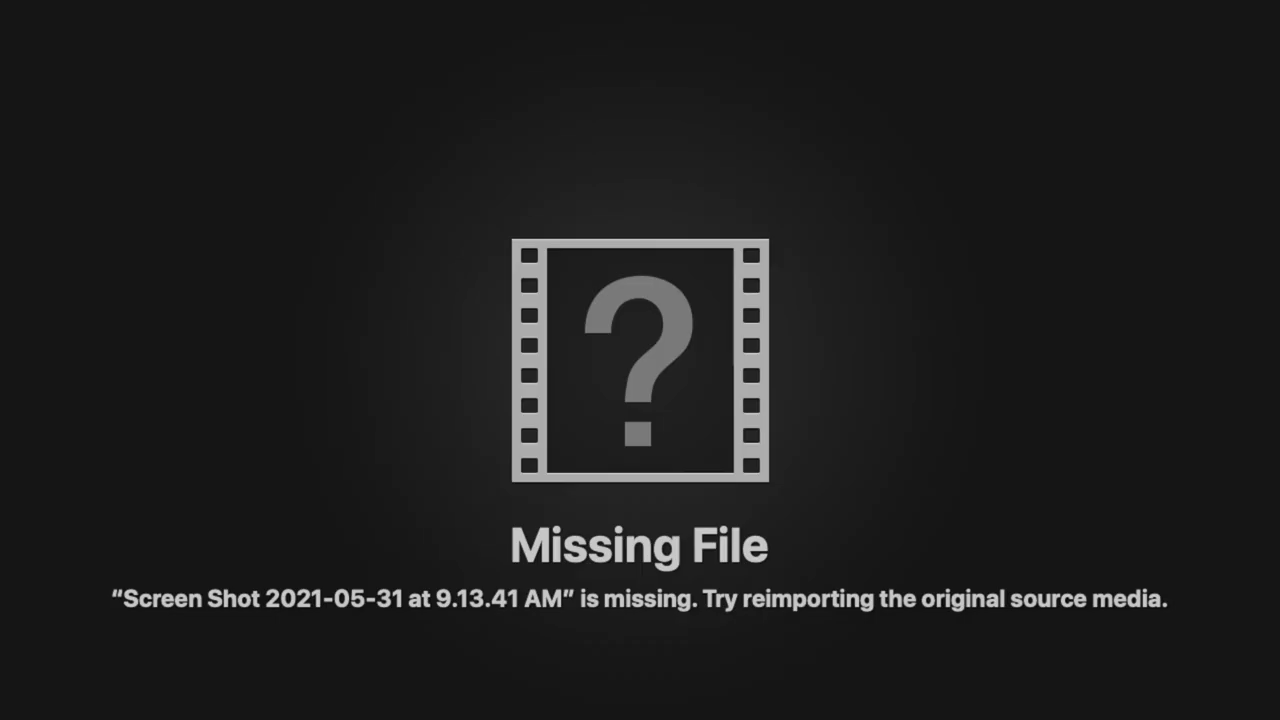 ?
Missing File
“Screen Shot 2021-05-31 at 9.13.41 AM” is missing. Try reimporting the original source media.